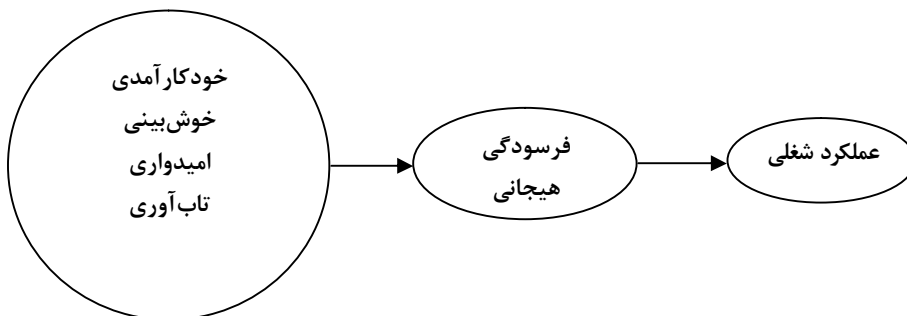 خودکارآمدی
خوش‌بینی
امیدواری
تاب‌آوری
فرسودگی
هیجانی
عملکرد شغلی